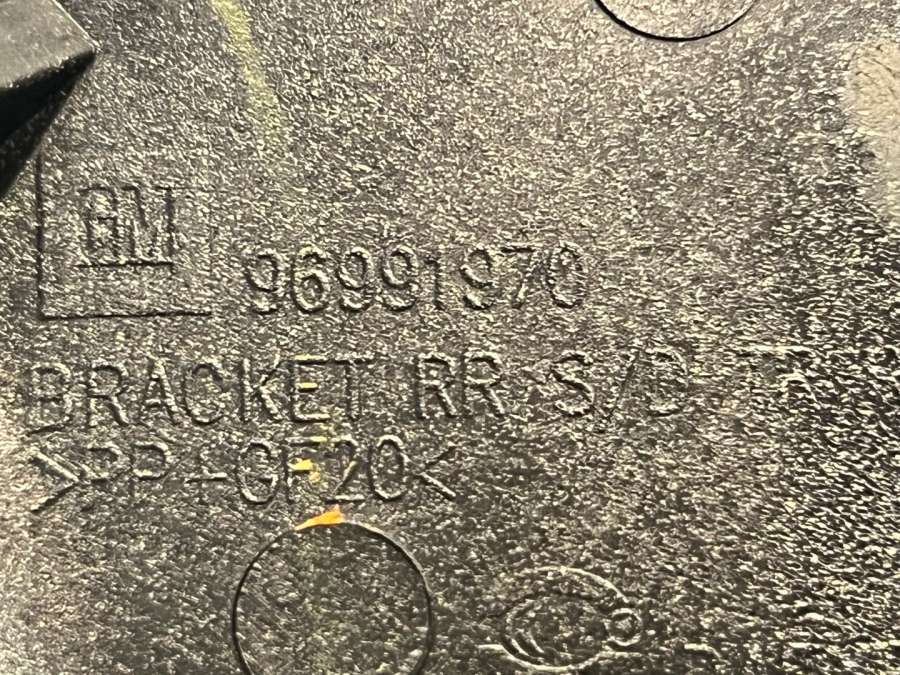 GM
96991970
BRACKET RR S/D
>PP+GF20<